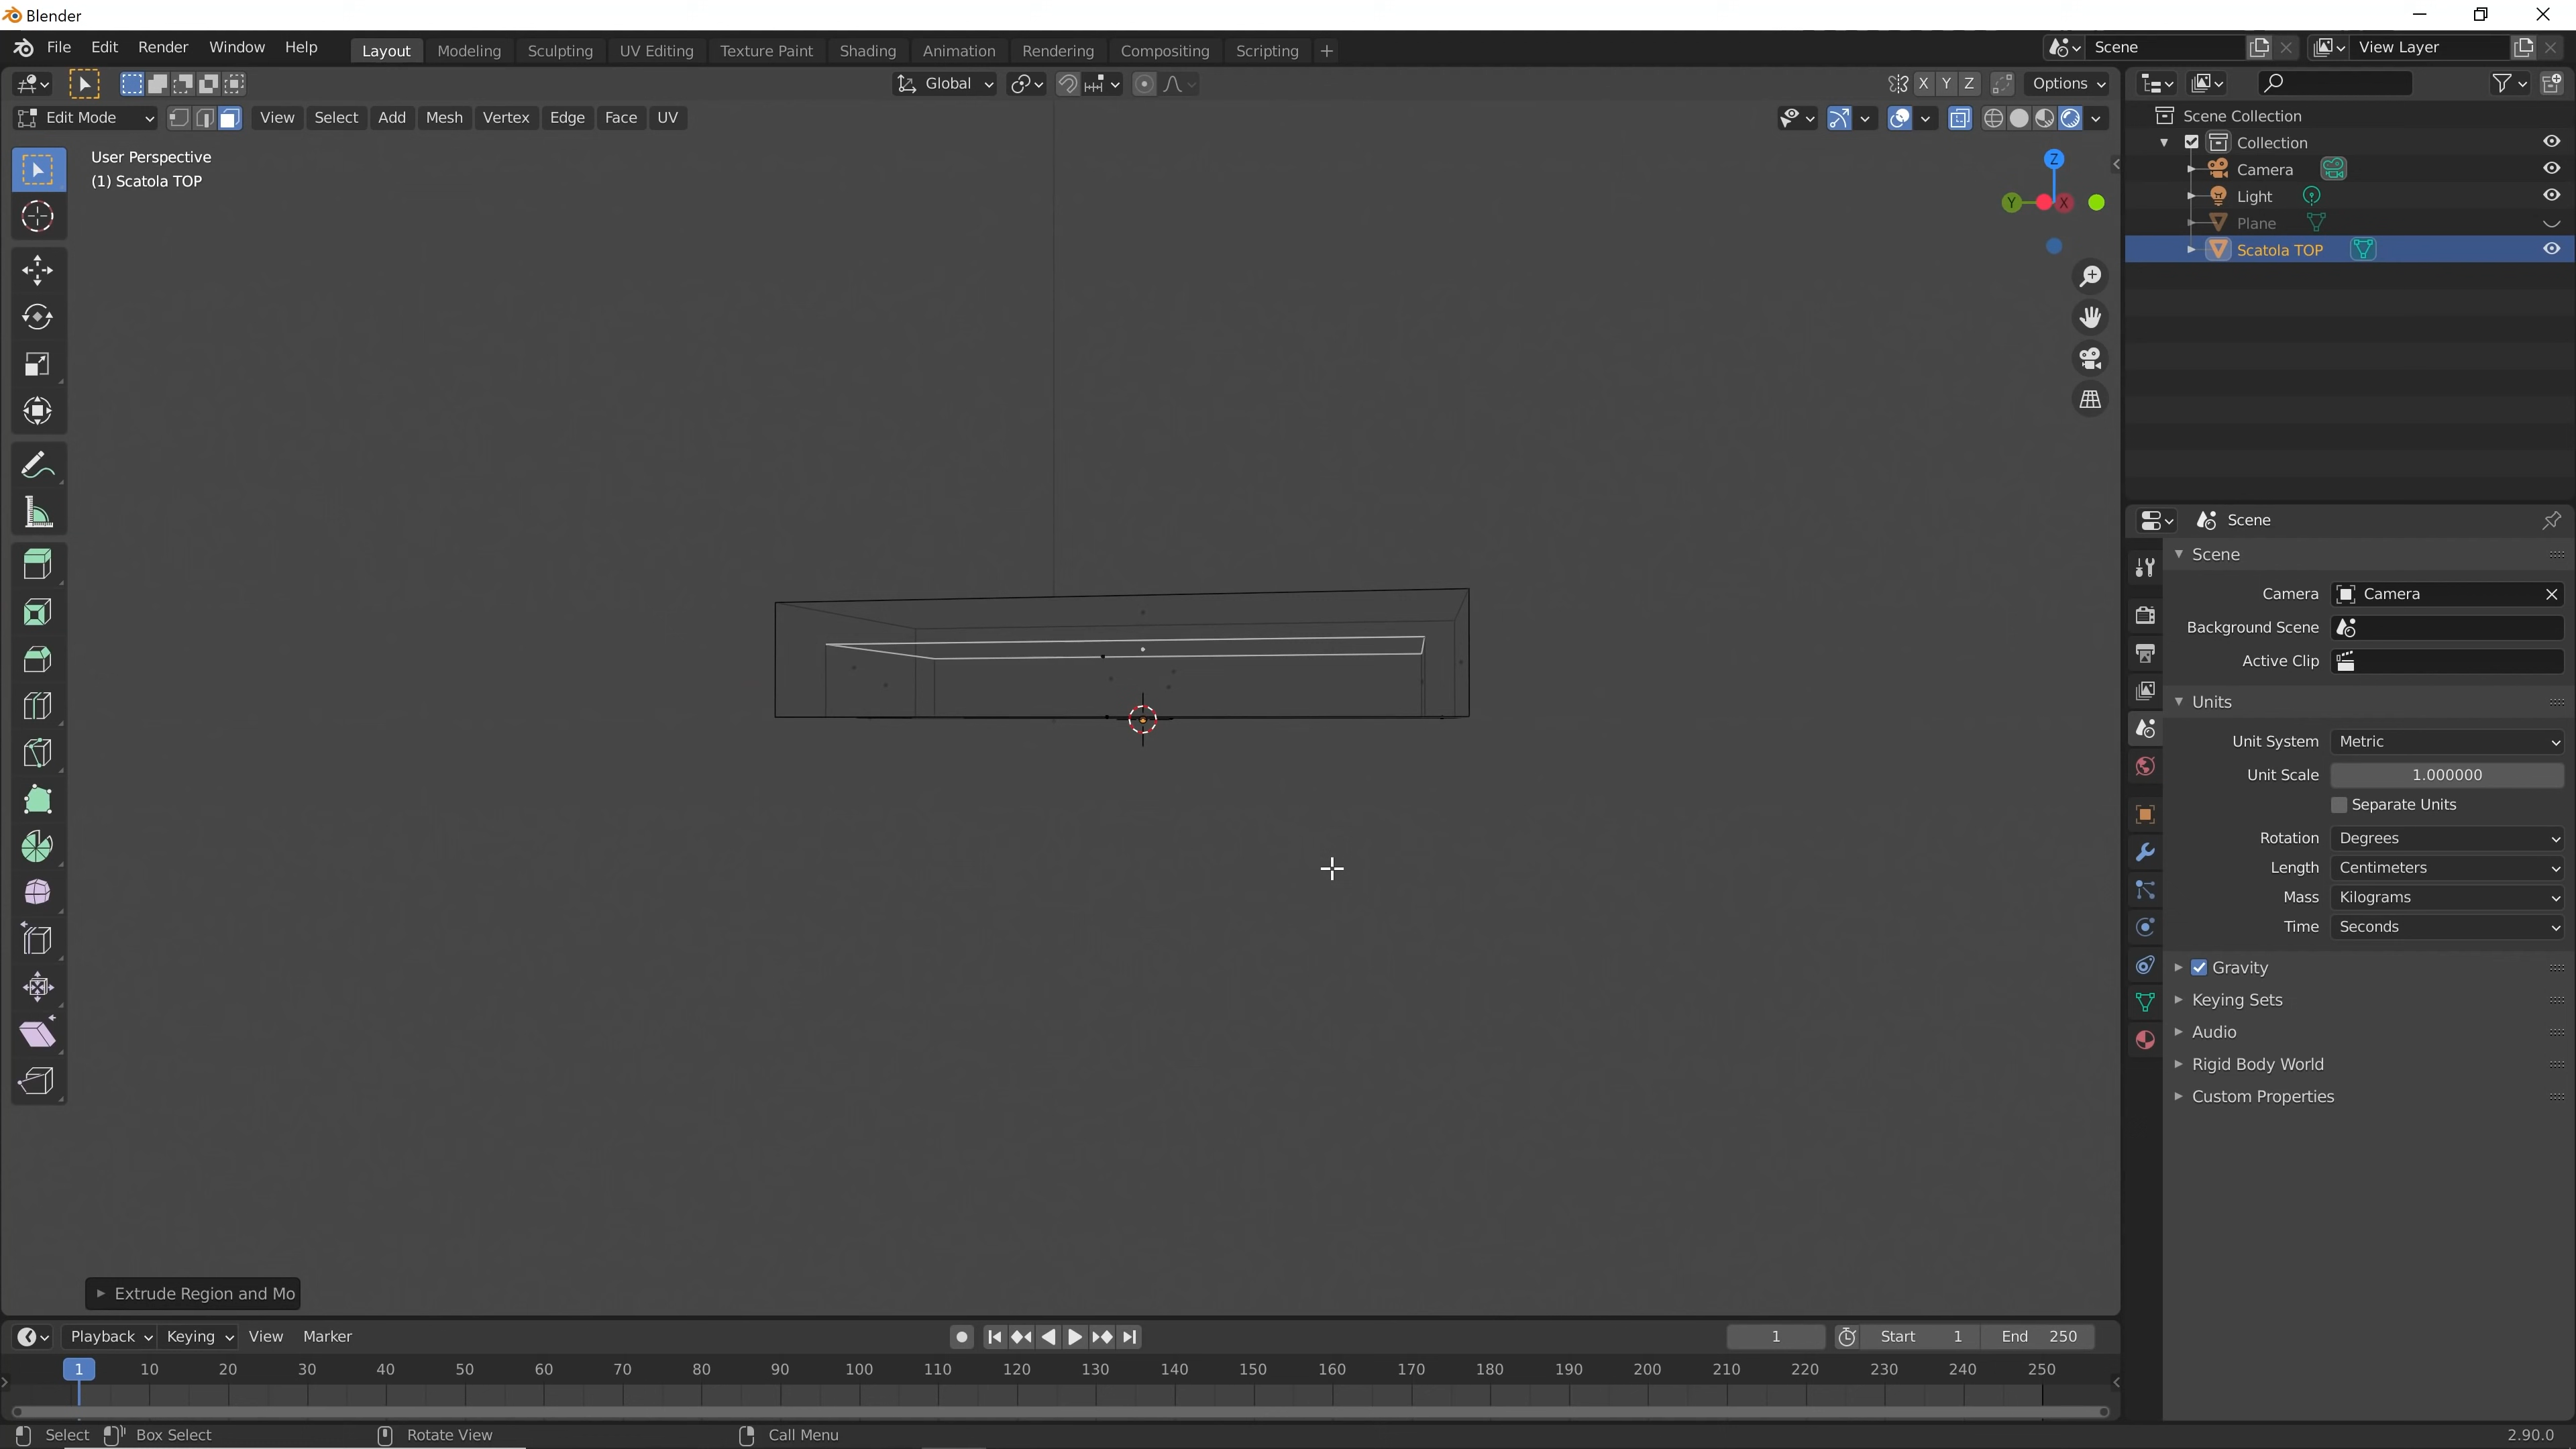 Blender
File Edit Render Window Help Layout Modeling Sculpting UV Editing Texture Paint Shading Animation Rendering Compositing Scripting + Scene View Layer
Global X Y Z Options
Edit Mode View Select Add Mesh Vertex Edge Face UV
User Perspective
(1) Scatola TOP
Z
Y X
Scene Collection
Collection
Camera
Light
Plane
Scatola TOP
Scene
Scene
Camera Camera
Background Scene
Active Clip
Units
Unit System Metric
Unit Scale 1.000000
Separate Units
Rotation Degrees
Length Centimeters
Mass Kilograms
Time Seconds
Gravity
Keying Sets
Audio
Rigid Body World
Custom Properties
Extrude Region and Mo
Playback Keying View Marker 1 Start 1 End 250
1 10 20 30 40 50 60 70 80 90 100 110 120 130 140 150 160 170 180 190 200 210 220 230 240 250
Select Box Select Rotate View Call Menu 2.90.0